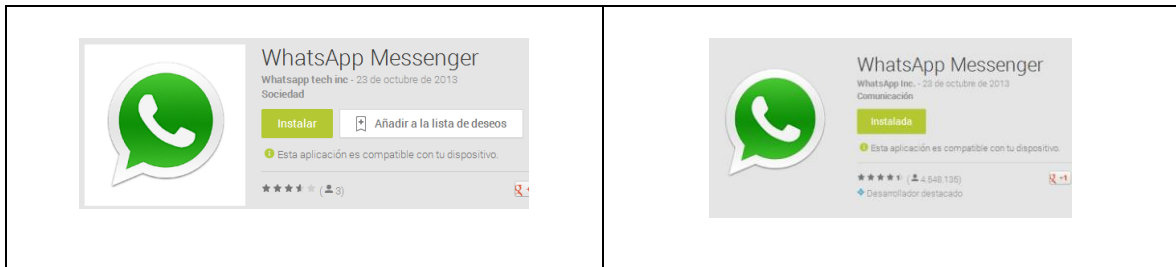 WhatsApp Messenger
Whatsapp tech inc - 23 de octubre de 2013
Sociedad
Instalar
Añadir a la lista de deseos
Esta aplicación es compatible con tu dispositivo.
(3)
WhatsApp Messenger
WhatsApp Inc. - 23 de octubre de 2013
Comunicación
Instalada
Esta aplicación es compatible con tu dispositivo.
(4.548.135)
+1
Desarrollador destacado